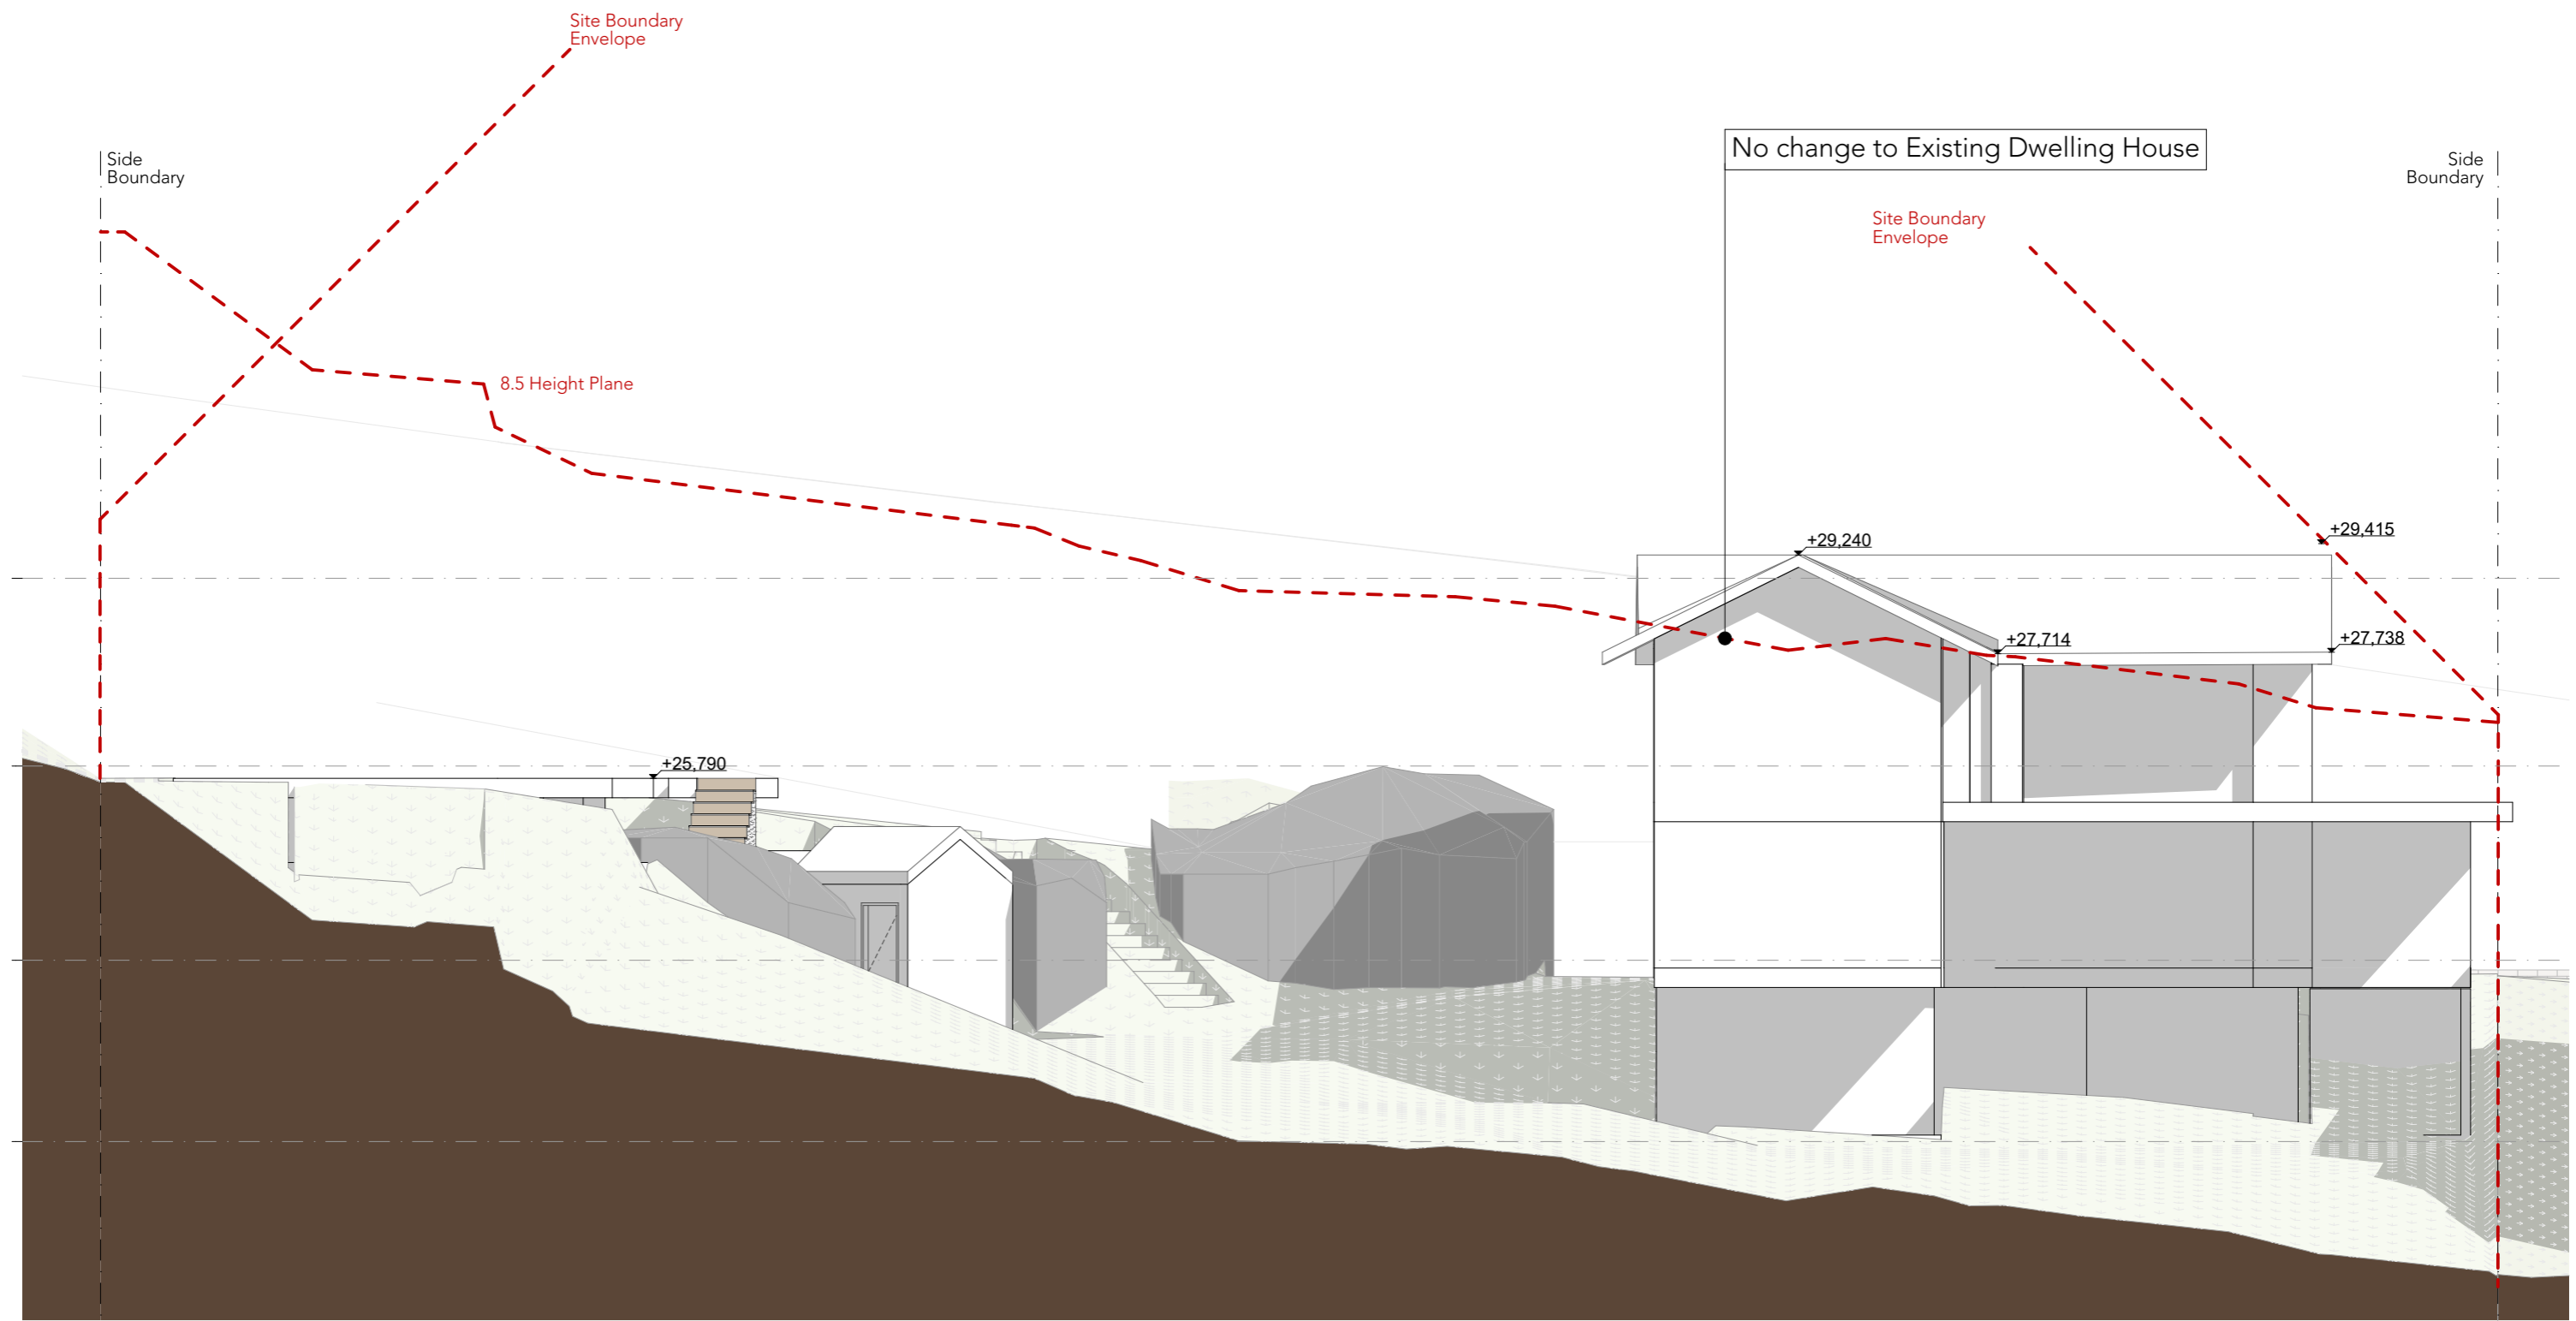 Site Boundary
Envelope
No change to Existing Dwelling House
Side
Boundary
Side
Boundary
Site Boundary
Envelope
8.5 Height Plane
+29,415
+29,240
+27,714
+27,738
+25,790